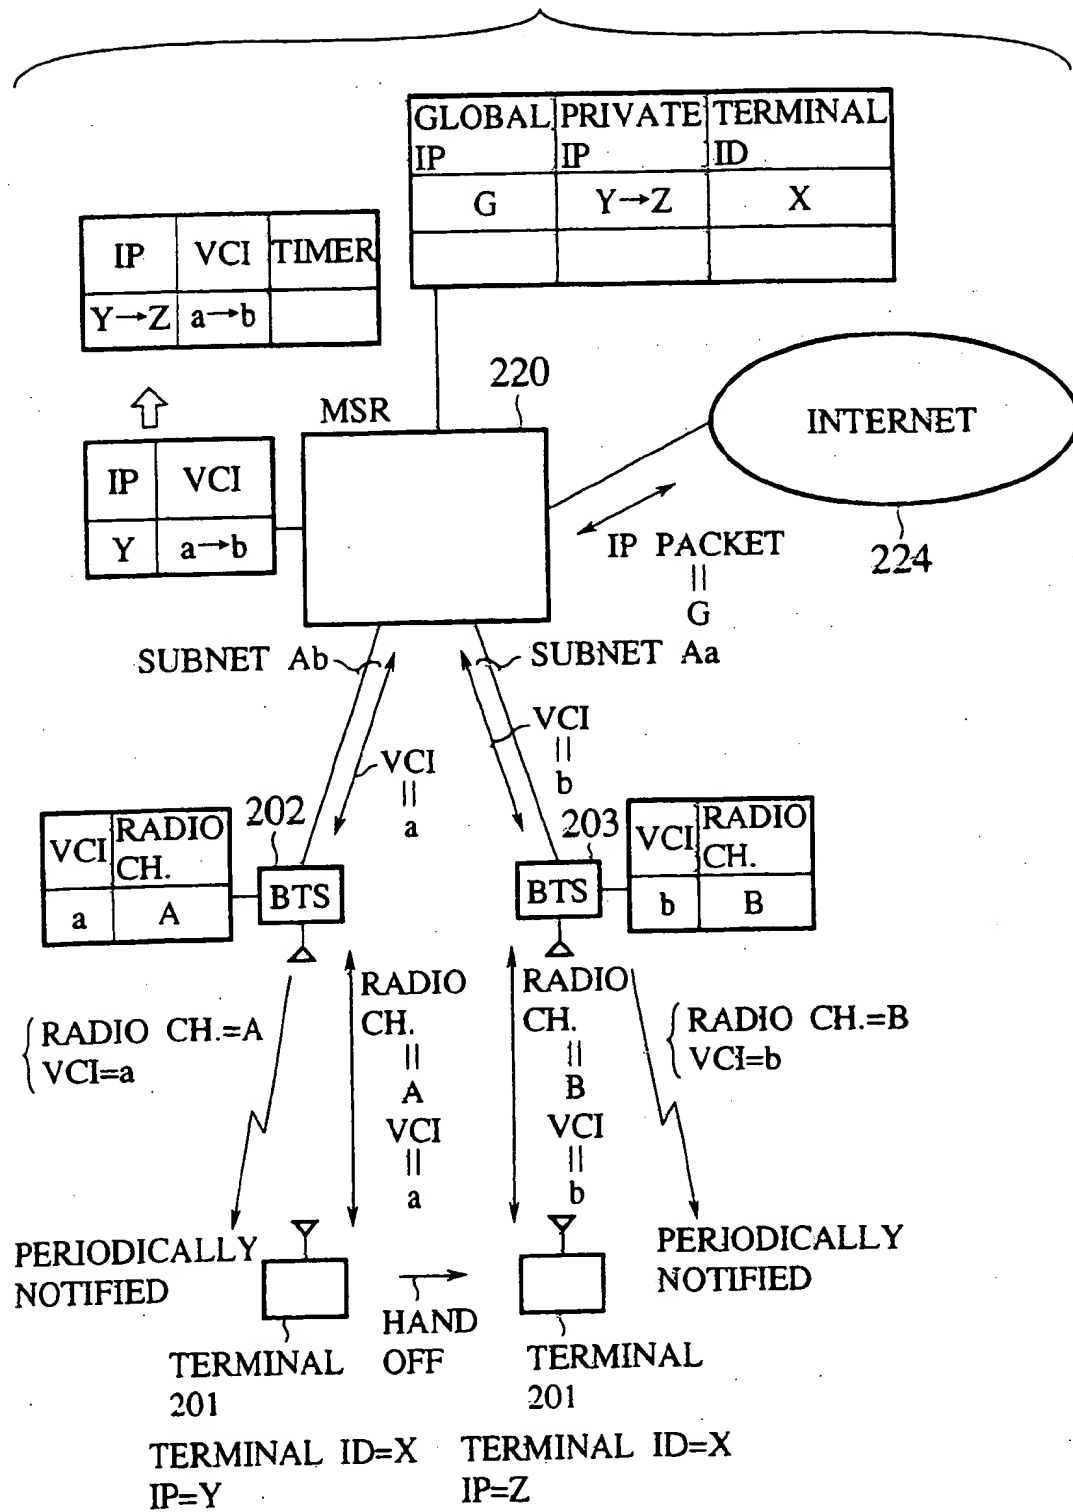 GLOBAL IP
PRIVATE IP
TERMINAL ID
G
Y→Z
X
IP
VCI
TIMER
Y→Z
a→b
220
MSR
INTERNET
224
IP
VCI
Y
a→b
IP PACKET
||
G
SUBNET Ab
SUBNET Aa
VCI
||
a
VCI
||
b
202
203
VCI
RADIO CH.
a
A
BTS
BTS
VCI
RADIO CH.
b
B
RADIO CH.=A
VCI=a
RADIO
CH.
||
A
VCI
||
a
RADIO
CH.
||
B
VCI
||
b
RADIO CH.=B
VCI=b
PERIODICALLY
NOTIFIED
PERIODICALLY
NOTIFIED
HAND
OFF
TERMINAL
201
TERMINAL
201
TERMINAL ID=X
IP=Y
TERMINAL ID=X
IP=Z